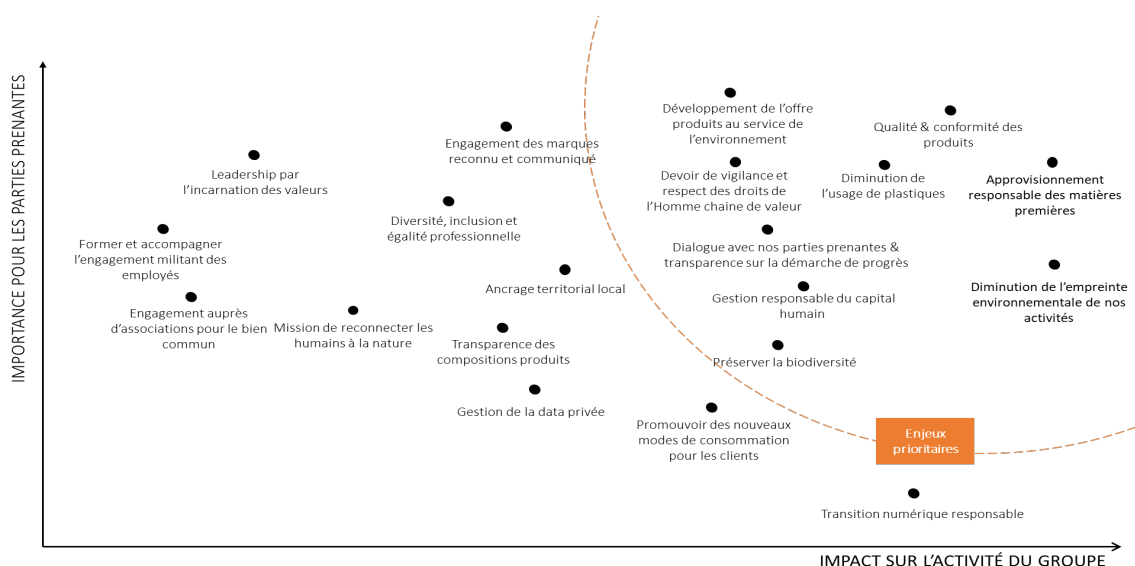 IMPORTANCE POUR LES PARTIES PRENANTES
Développement de l'offre
produits au service de
l'environnement
Qualité & conformité des
produits
Engagement des marques
reconnu et communiqué
Leadership par
l'incarnation des valeurs
Devoir de vigilance et
respect des droits de
l'Homme chaine de valeur
Diminution de
l'usage de plastiques
Approvisionnement
responsable des matières
premières
Diversité, inclusion et
égalité professionnelle
Former et accompagner
l'engagement militant des
employés
Dialogue avec nos parties prenantes &
transparence sur la démarche de progrès
Ancrage territorial local
Gestion responsable du capital
humain
Diminution de l'empreinte
environnementale de nos
activités
Engagement auprès
d'associations pour le bien
commun
Mission de reconnecter les
humains à la nature
Transparence des
compositions produits
Préserver la biodiversité
Gestion de la data privée
Promouvoir des nouveaux
modes de consommation
pour les clients
Enjeux
prioritaires
Transition numérique responsable
IMPACT SUR L'ACTIVITÉ DU GROUPE